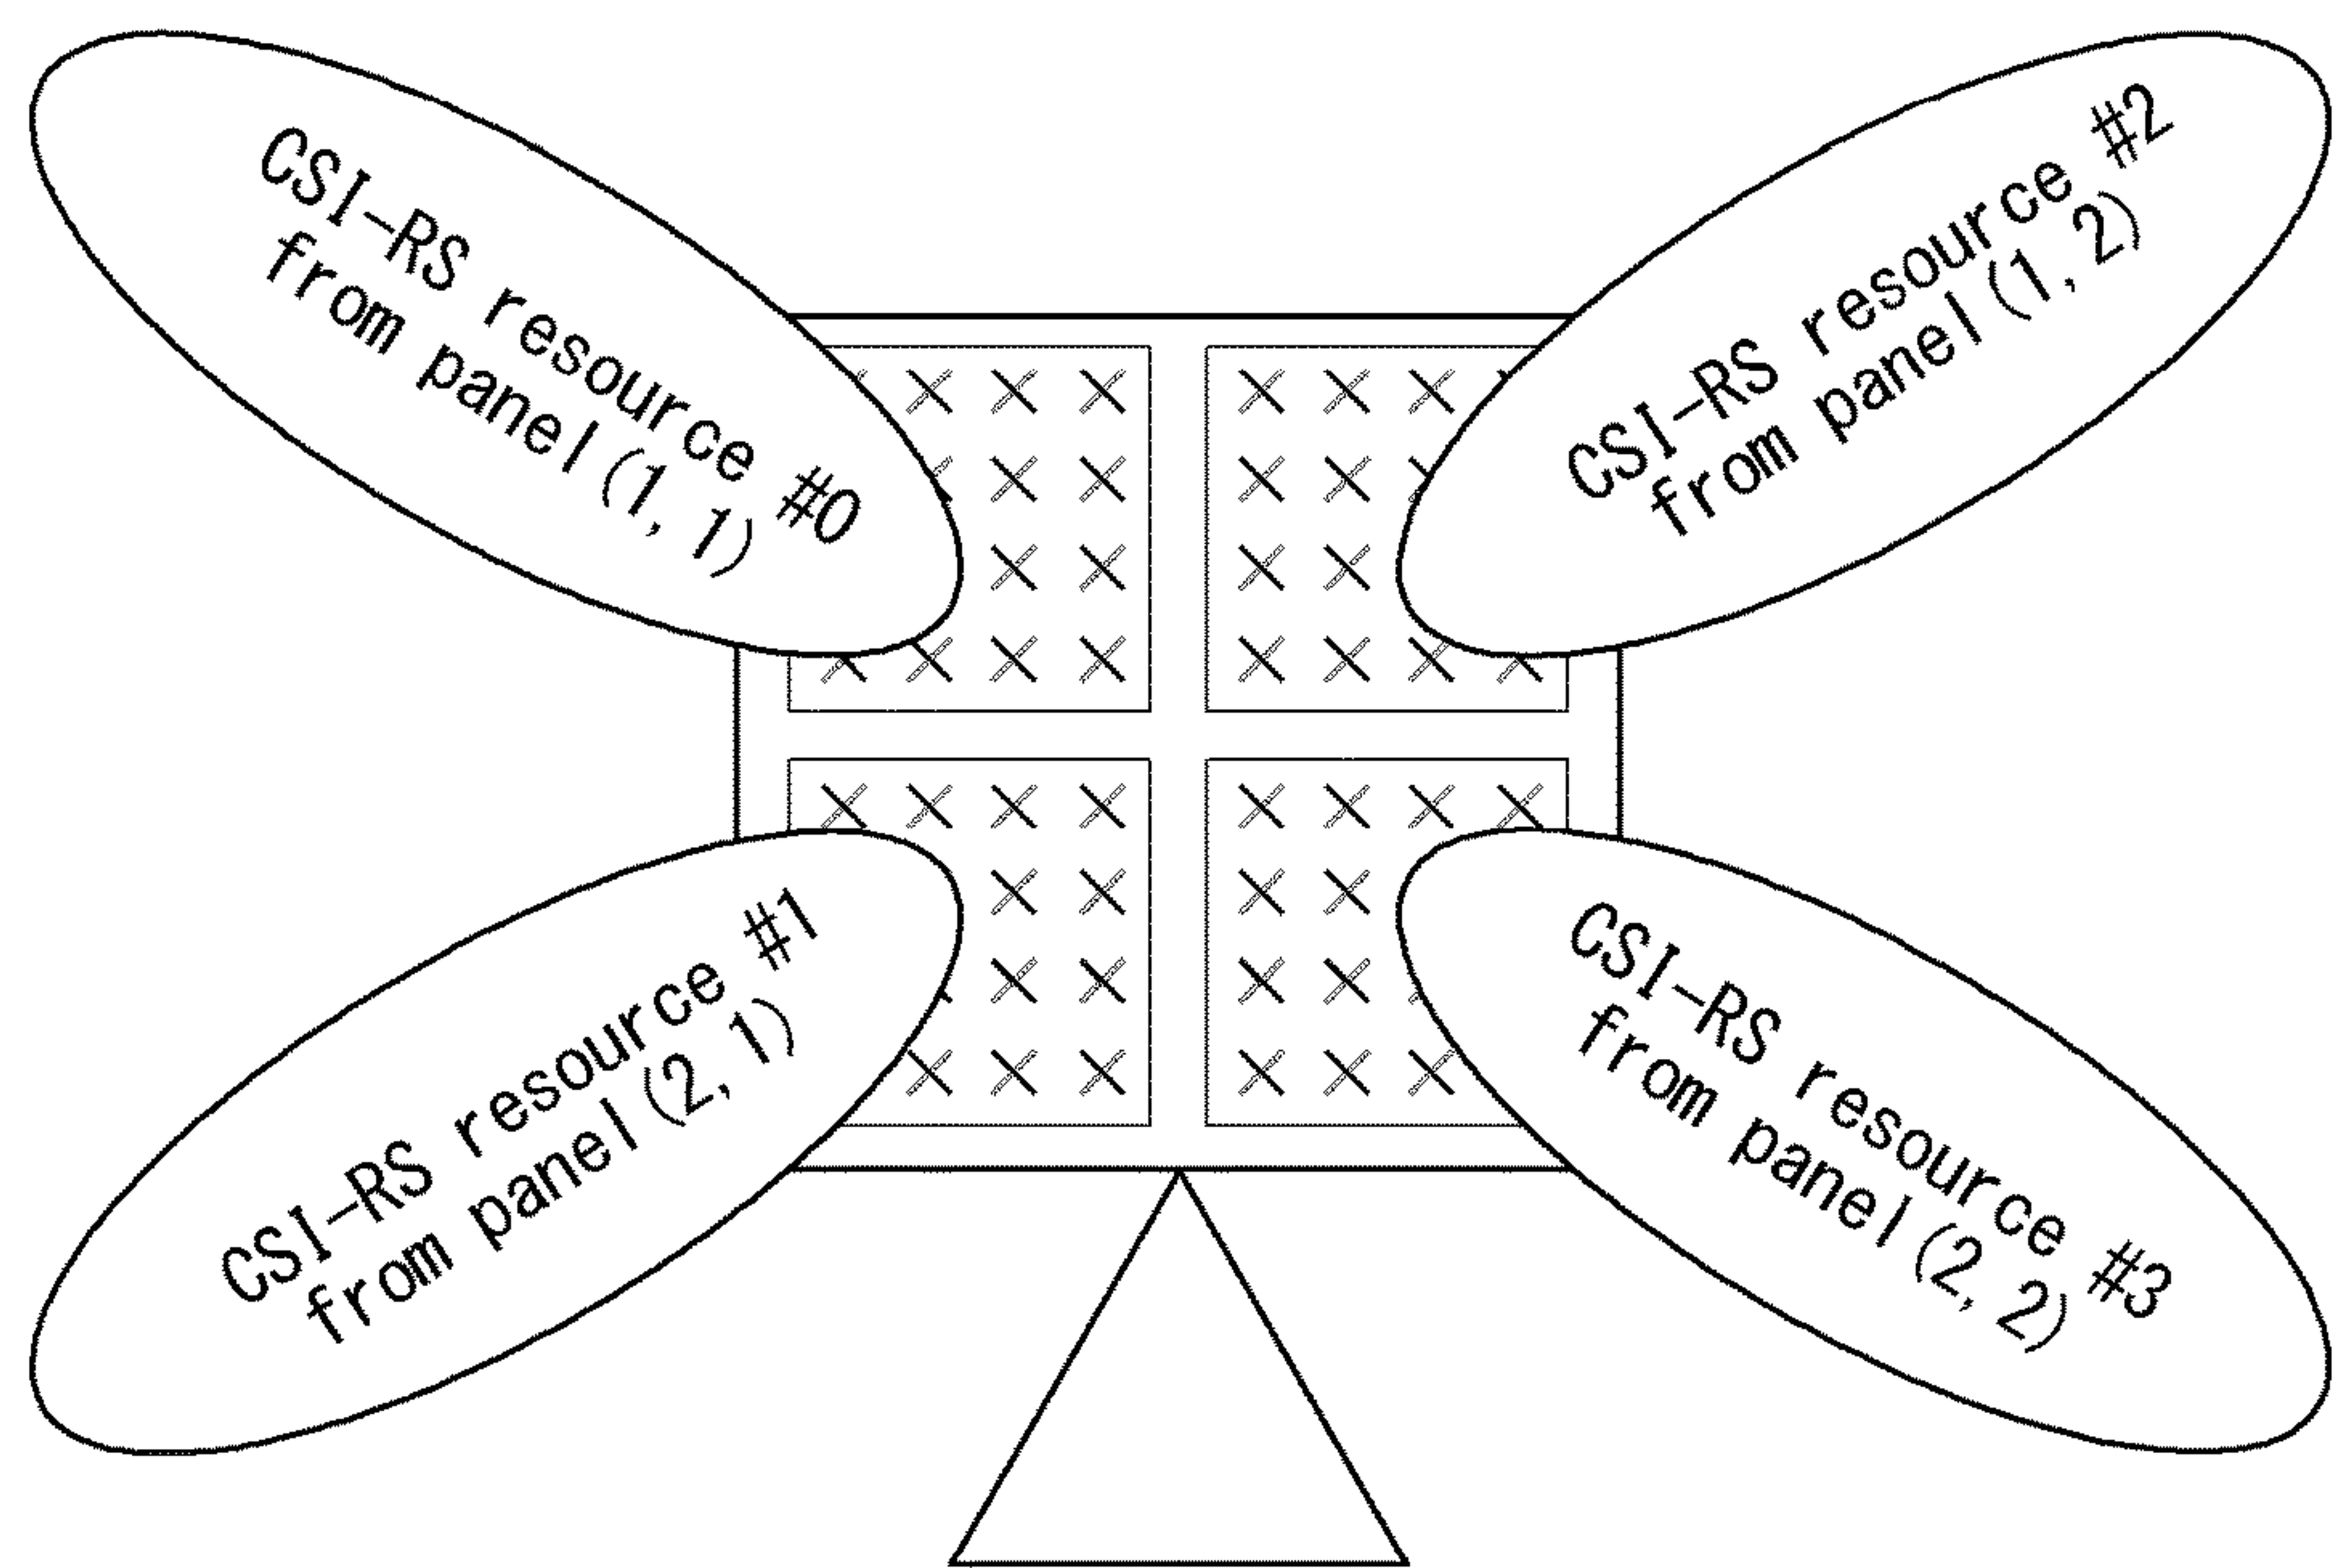 CSI-RS resource #0
from panel (1, 1)
CSI-RS resource #2
from panel (1, 2)
CSI-RS resource #1
from panel (2, 1)
CSI-RS resource #3
from panel (2, 2)